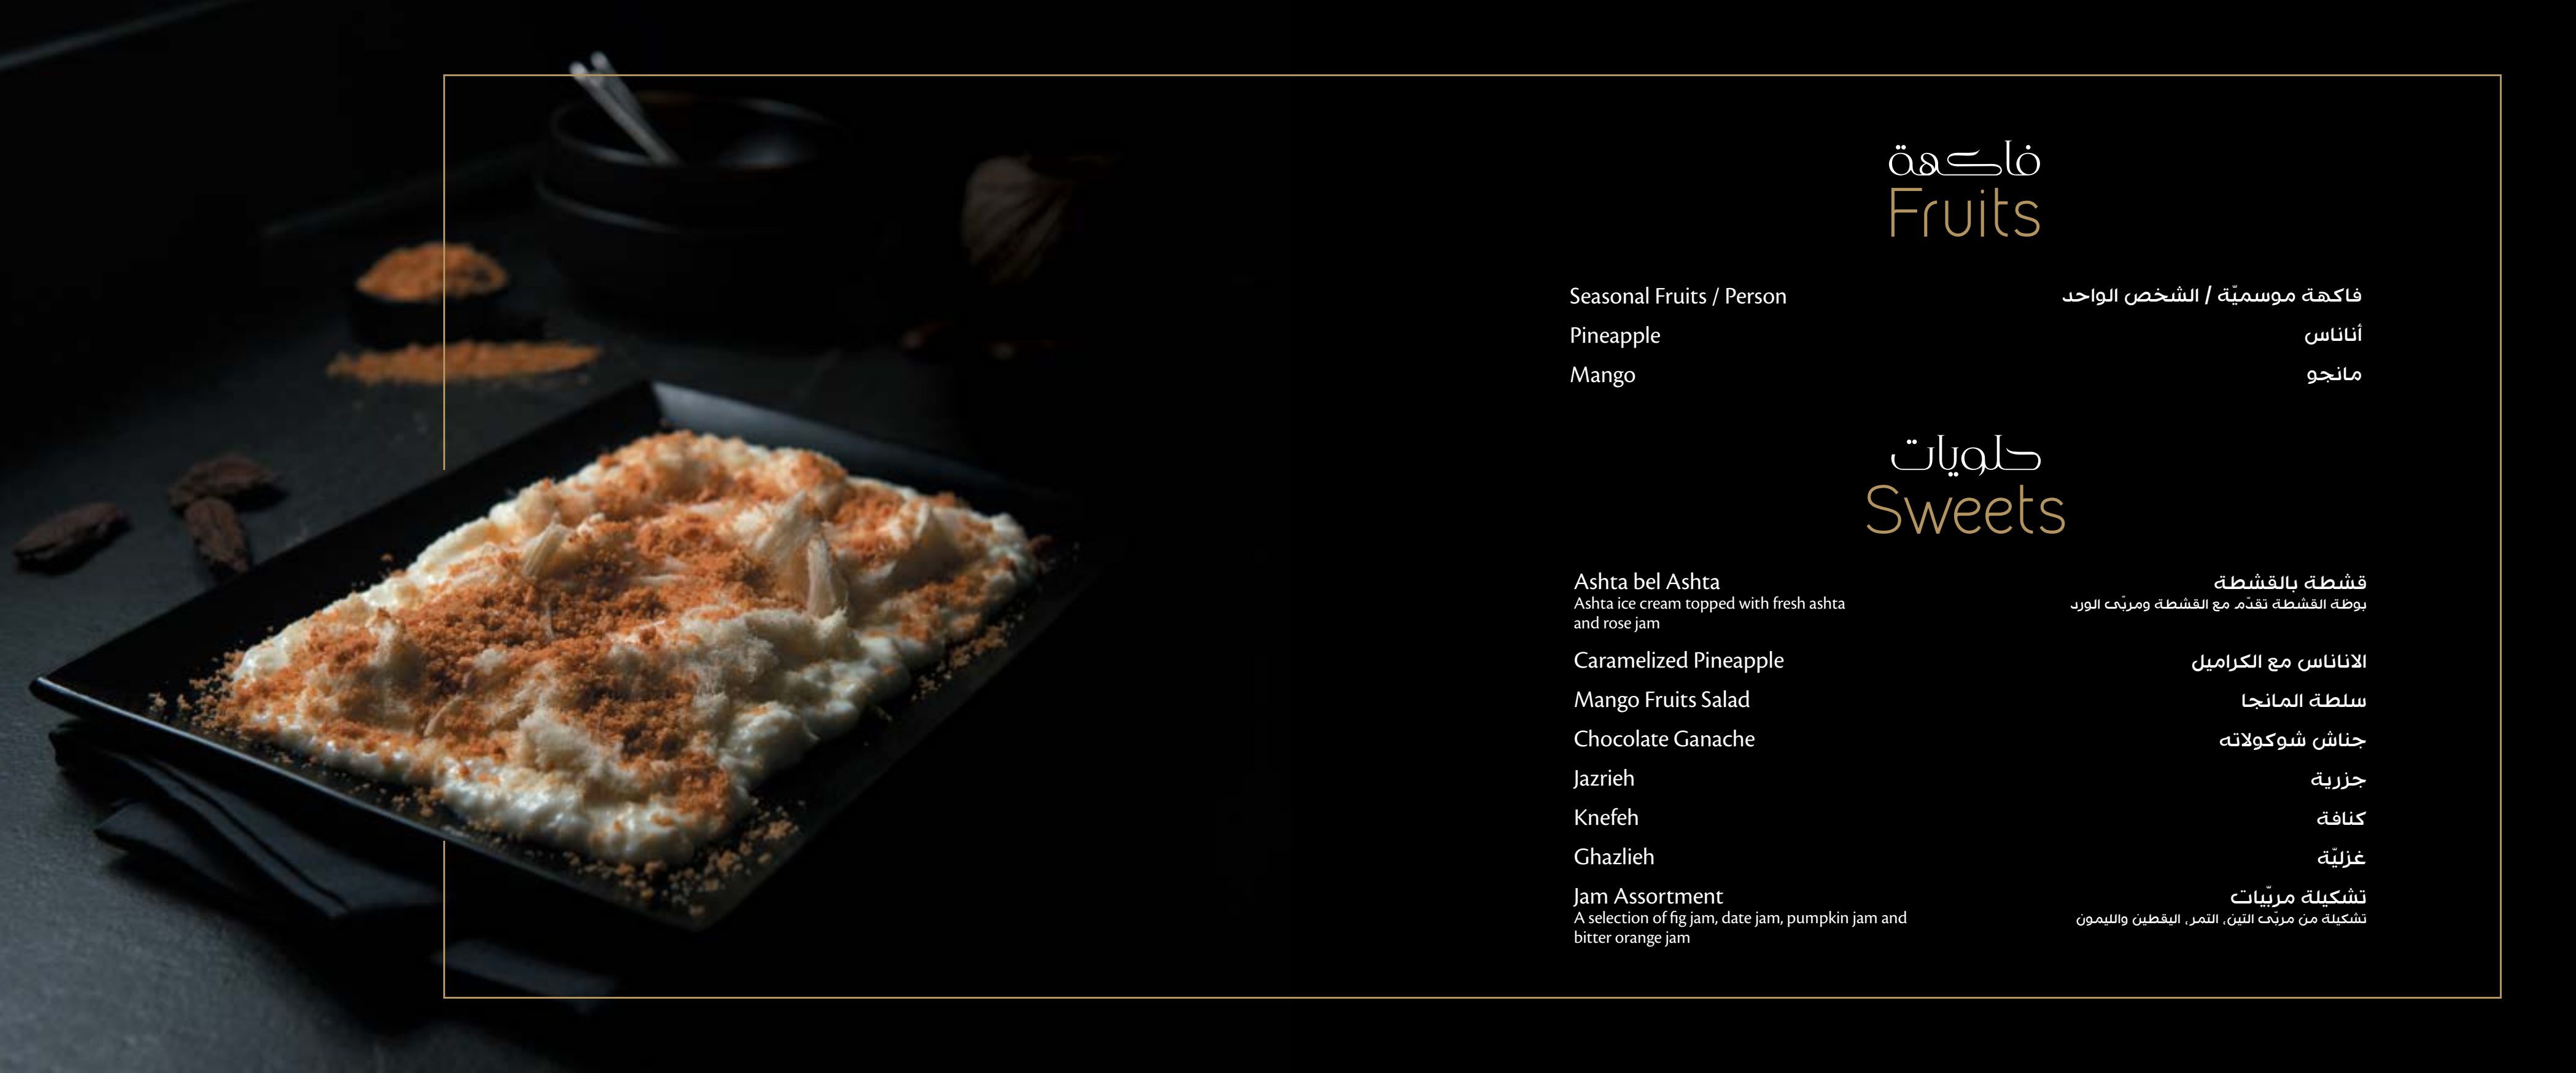 فاكهة
Fruits
Seasonal Fruits / Person
فاكهة موسميّة / الشخص الواحد
Pineapple
أناناس
Mango
مانجو
حلويات
Sweets
Ashta bel Ashta
قشطة بالقشطة
Ashta ice cream topped with fresh ashta
and rose jam
بوظة القشطة تقدّم مع القشطة ومربّى الورد
Caramelized Pineapple
الاناناس مع الكراميل
Mango Fruits Salad
سلطة المانجا
Chocolate Ganache
جناش شوكولاته
Jazrieh
جزرية
Knefeh
كنافة
Ghazlieh
غزليّة
Jam Assortment
تشكيلة مربّيات
A selection of fig jam, date jam, pumpkin jam and
bitter orange jam
تشكيلة من مربّى التين، التمر، اليقطين والليمون